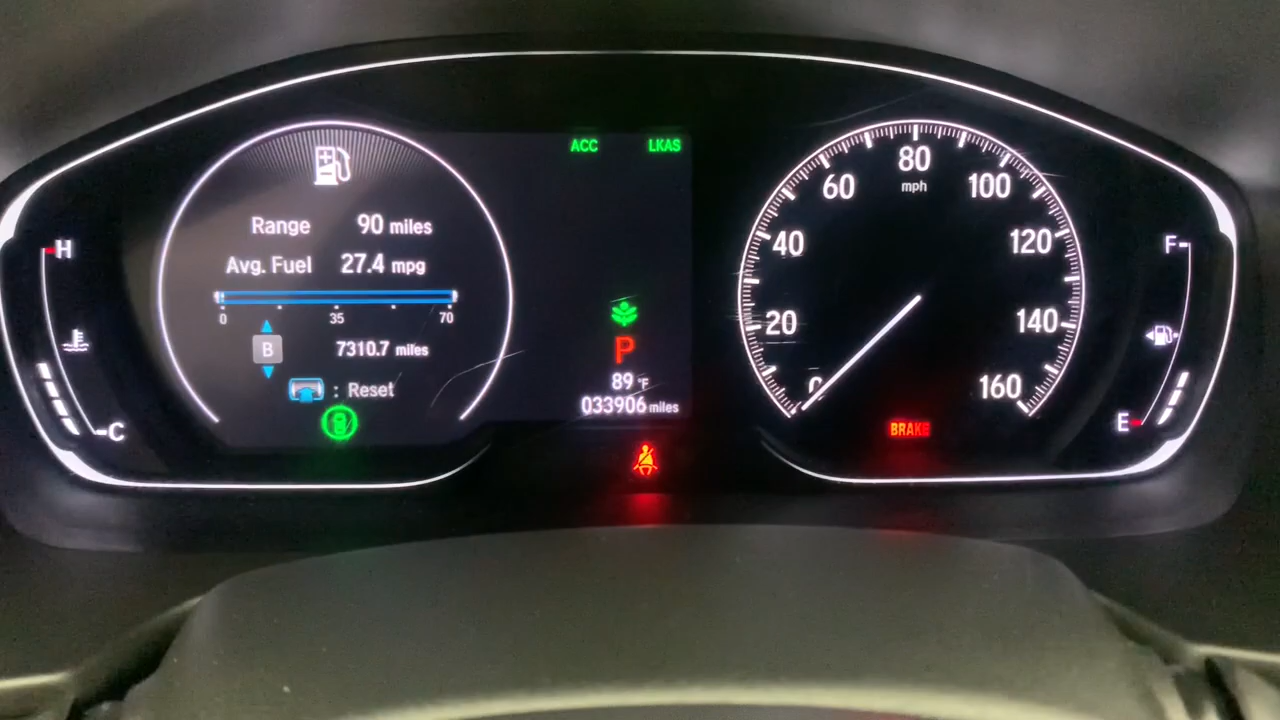 ACC LKAS
Range 90 miles
Avg. Fuel 27.4 mpg
0 35 70
B 7310.7 miles
: Reset
H
C
P
89 °F
033906 miles
80
mph
60 100
40 120
20 140
0 160
BRAKE
F
E